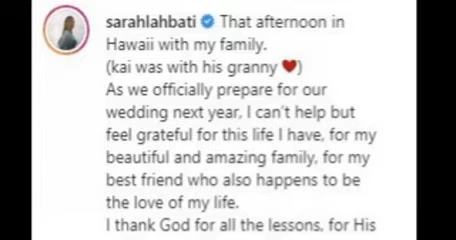 sarahlahbati That afternoon in
Hawaii with my family.
(kai was with his granny ❤️)
As we officially prepare for our
wedding next year, I can't help but
feel grateful for this life I have, for my
beautiful and amazing family, for my
best friend who also happens to be
the love of my life.
I thank God for all the lessons, for His